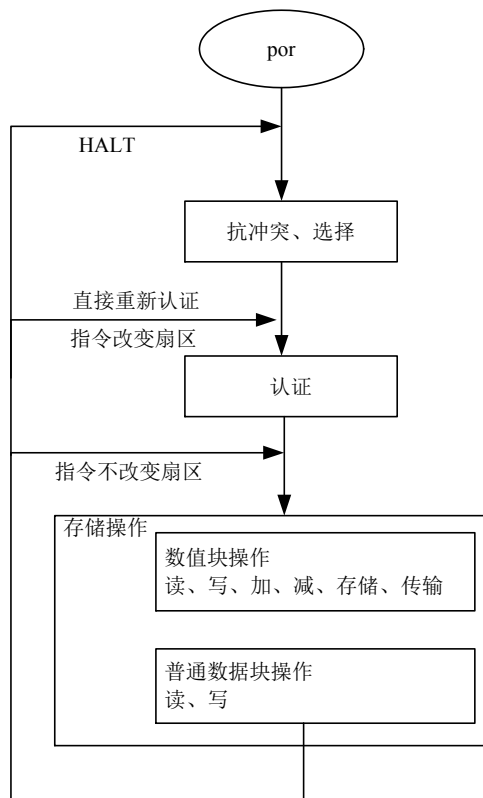 por
HALT
抗冲突、选择
直接重新认证
指令改变扇区
认证
指令不改变扇区
存储操作
数值块操作
读、写、加、减、存储、传输
普通数据块操作
读、写